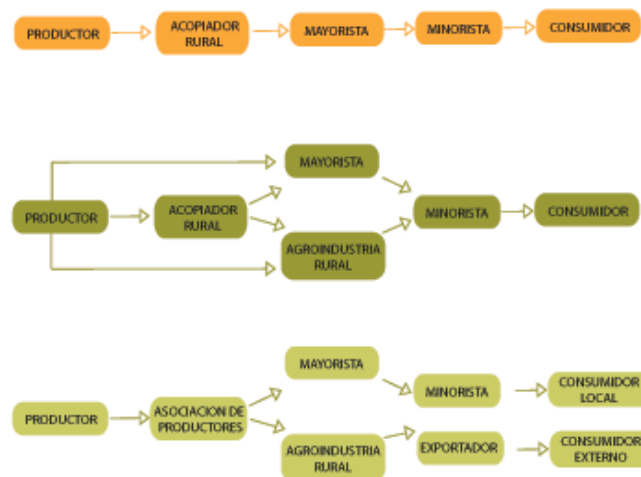 PRODUCTOR
ACOPIADOR
RURAL
MAYORISTA
MINORISTA
CONSUMIDOR
MAYORISTA
PRODUCTOR
ACOPIADOR
RURAL
MINORISTA
CONSUMIDOR
AGROINDUSTRIA
RURAL
MAYORISTA
MINORISTA
CONSUMIDOR
LOCAL
PRODUCTOR
ASOCIACION DE
PRODUCTORES
AGROINDUSTRIA
RURAL
EXPORTADOR
CONSUMIDOR
EXTERNO